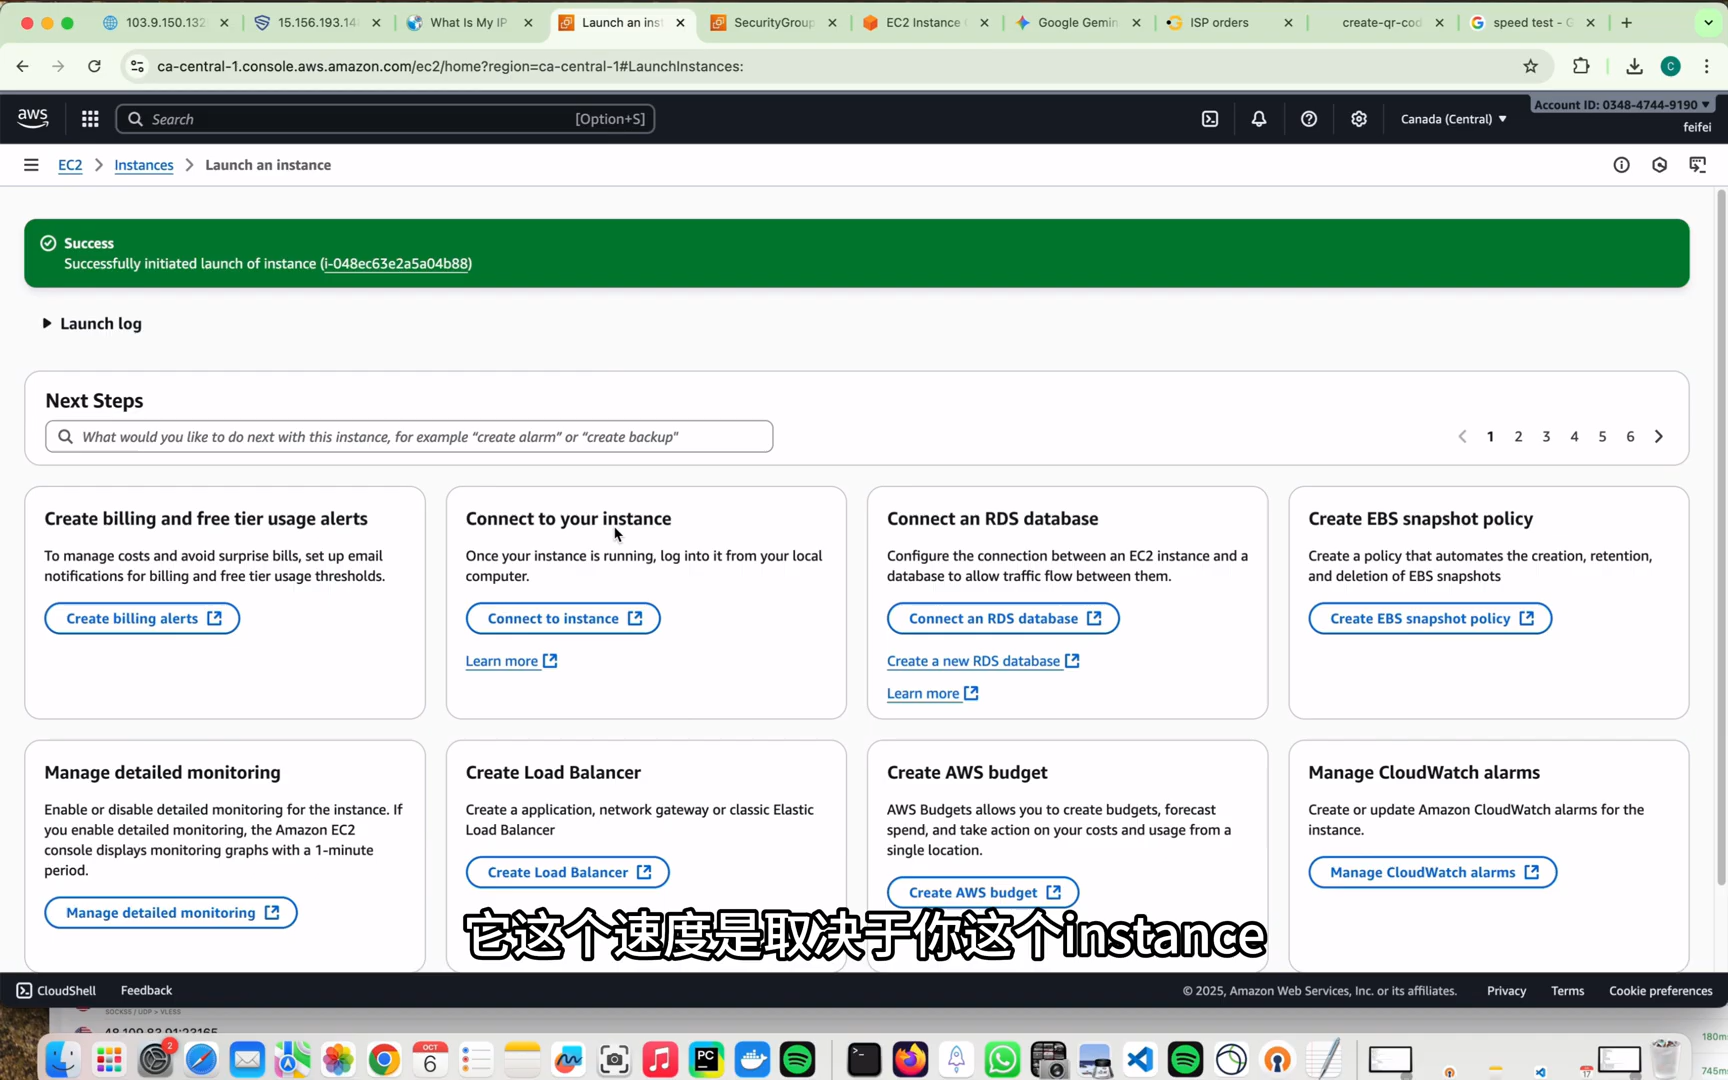 103.9.150.132
15.156.193.14
What Is My IP
Launch an inst
SecurityGroup
EC2 Instance
Google Gemin
ISP orders
create-qr-cod
speed test - G
ca-central-1.console.aws.amazon.com/ec2/home?region=ca-central-1#LaunchInstances:
C
aws
Search
[Option+S]
Canada (Central)
Account ID: 0348-4744-9190
feifei
EC2
Instances
Launch an instance
Success
Successfully initiated launch of instance (i-048ec63e2a5a04b88)
Launch log
Next Steps
What would you like to do next with this instance, for example "create alarm" or "create backup"
1 2 3 4 5 6
Create billing and free tier usage alerts
To manage costs and avoid surprise bills, set up email
notifications for billing and free tier usage thresholds.
Create billing alerts
Connect to your instance
Once your instance is running, log into it from your local
computer.
Connect to instance
Learn more
Connect an RDS database
Configure the connection between an EC2 instance and a
database to allow traffic flow between them.
Connect an RDS database
Create a new RDS database
Learn more
Create EBS snapshot policy
Create a policy that automates the creation, retention,
and deletion of EBS snapshots
Create EBS snapshot policy
Manage detailed monitoring
Enable or disable detailed monitoring for the instance. If
you enable detailed monitoring, the Amazon EC2
console displays monitoring graphs with a 1-minute
period.
Manage detailed monitoring
Create Load Balancer
Create a application, network gateway or classic Elastic
Load Balancer
Create Load Balancer
Create AWS budget
AWS Budgets allows you to create budgets, forecast
spend, and take action on your costs and usage from a
single location.
Create AWS budget
Manage CloudWatch alarms
Create or update Amazon CloudWatch alarms for the
instance.
Manage CloudWatch alarms
它这个速度是取决于你这个instance
CloudShell
Feedback
© 2025, Amazon Web Services, Inc. or its affiliates.
Privacy
Terms
Cookie preferences
SOCKS5 / UDP > VLESS
180ms
2
OCT
6
PC
17
745ms